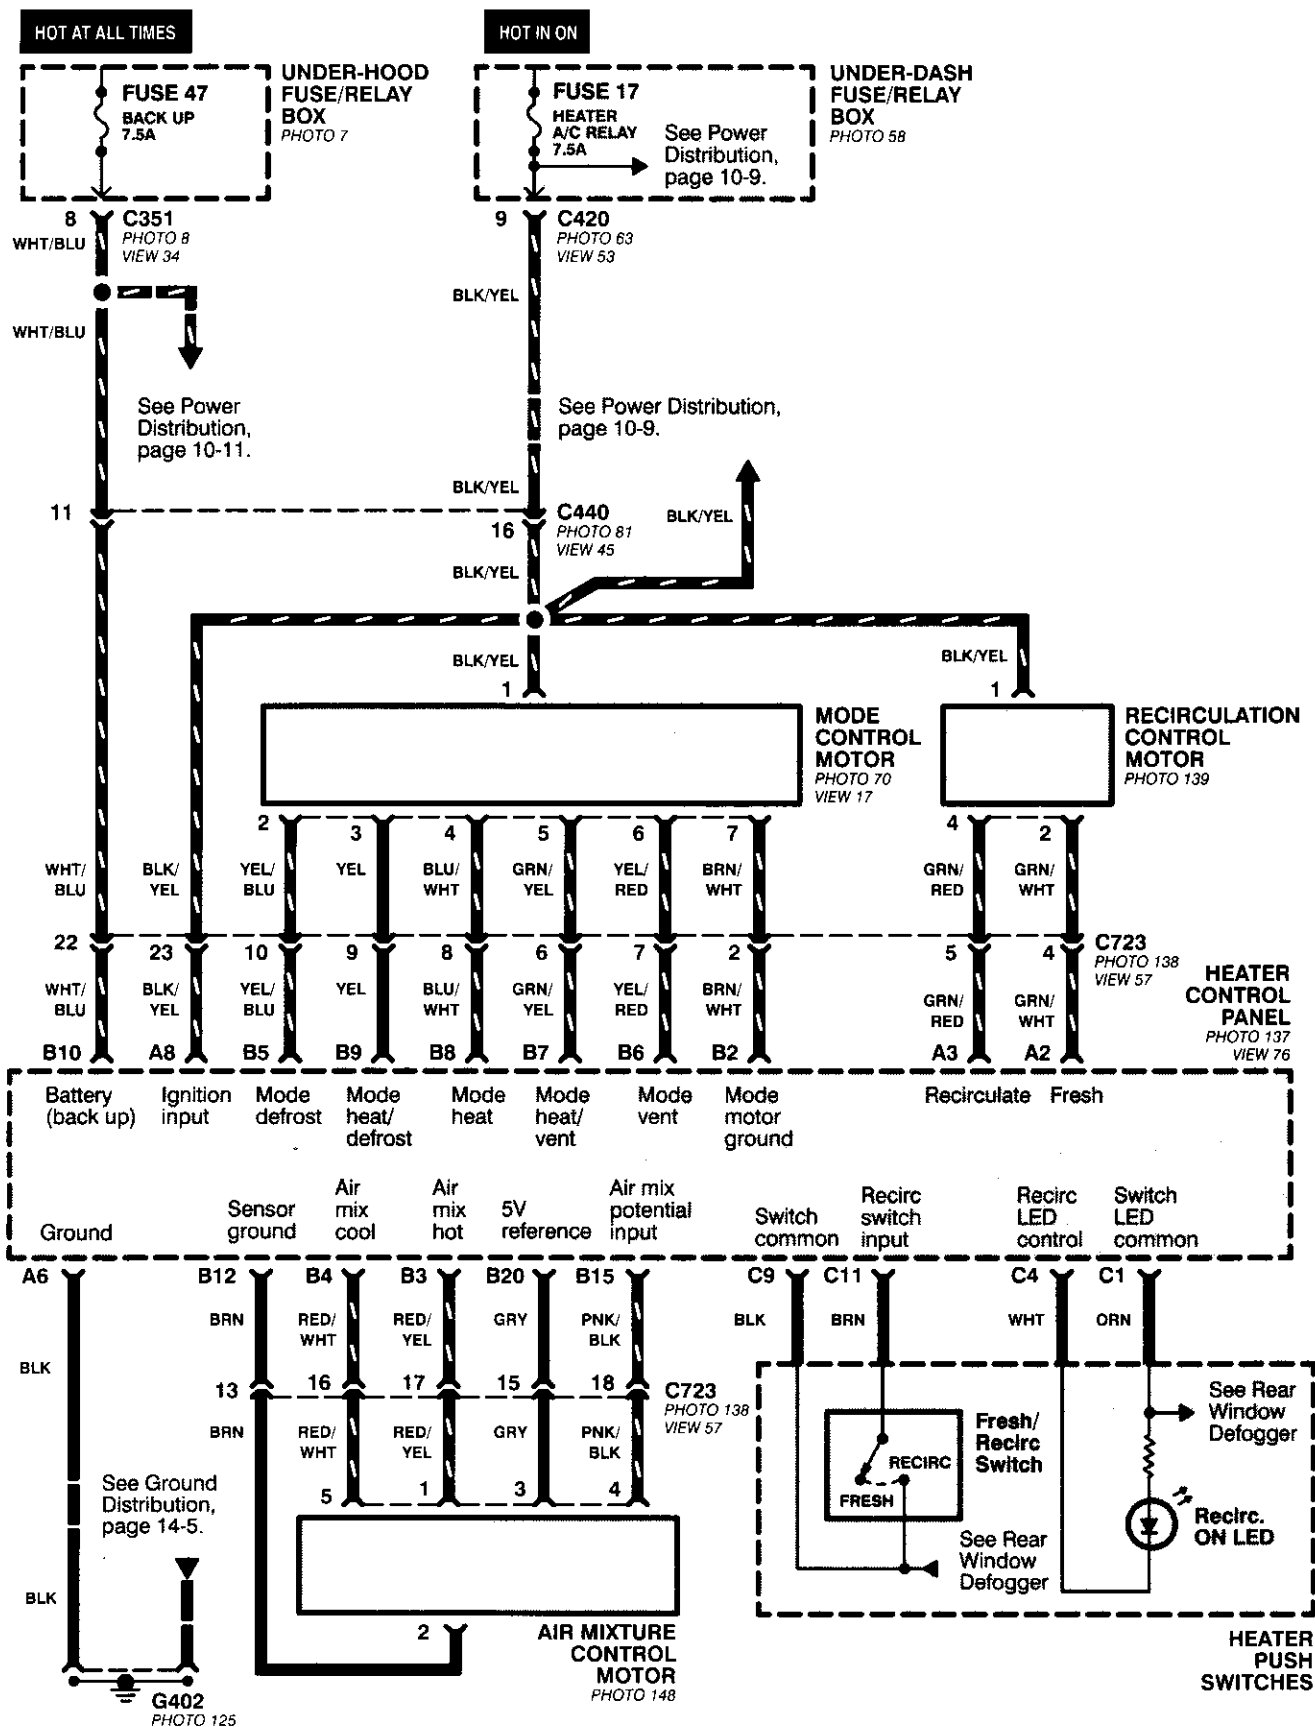 HOT AT ALL TIMES
HOT IN ON
FUSE 47
BACK UP
7.5A
UNDER-HOOD
FUSE/RELAY
BOX
PHOTO 7
FUSE 17
HEATER
A/C RELAY
7.5A
See Power
Distribution,
page 10-9.
UNDER-DASH
FUSE/RELAY
BOX
PHOTO 58
8
C351
PHOTO 8
VIEW 34
WHT/BLU
9
C420
PHOTO 63
VIEW 53
BLK/YEL
WHT/BLU
See Power
Distribution,
page 10-11.
See Power Distribution,
page 10-9.
BLK/YEL
11
16
C440
PHOTO 81
VIEW 45
BLK/YEL
BLK/YEL
BLK/YEL
1
BLK/YEL
1
MODE
CONTROL
MOTOR
PHOTO 70
VIEW 17
RECIRCULATION
CONTROL
MOTOR
PHOTO 139
2 3 4 5 6 7 4 2
WHT/ BLK/ YEL/ YEL BLU/ GRN/ YEL/ BRN/ GRN/ GRN/
BLU YEL BLU WHT YEL RED WHT RED WHT
22 23 10 9 8 6 7 2 5 4
C723
PHOTO 138
VIEW 57
WHT/ BLK/ YEL/ YEL BLU/ GRN/ YEL/ BRN/ GRN/ GRN/
BLU YEL BLU WHT YEL RED WHT RED WHT
HEATER
CONTROL
PANEL
PHOTO 137
VIEW 76
B10 A8 B5 B9 B8 B7 B6 B2 A3 A2
Battery
(back up)
Ignition
input
Mode
defrost
Mode
heat/
defrost
Mode
heat
Mode
heat/
vent
Mode
vent
Mode
motor
ground
Recirculate
Fresh
Ground
Sensor
ground
Air
mix
cool
Air
mix
hot
5V
reference
Air mix
potential
input
Switch
common
Recirc
switch
input
Recirc
LED
control
Switch
LED
common
A6 B12 B4 B3 B20 B15 C9 C11 C4 C1
BLK
BRN RED/ RED/ GRY PNK/
WHT YEL BLK
BLK BRN WHT ORN
13 16 17 15 18
C723
PHOTO 138
VIEW 57
BRN RED/ RED/ GRY PNK/
WHT YEL BLK
5 1 3 4
See Ground
Distribution,
page 14-5.
BLK
G402
PHOTO 125
2
AIR MIXTURE
CONTROL
MOTOR
PHOTO 148
Fresh/
Recirc
Switch
RECIRC
FRESH
See Rear
Window
Defogger
See Rear
Window
Defogger
Recirc.
ON LED
HEATER
PUSH
SWITCHES